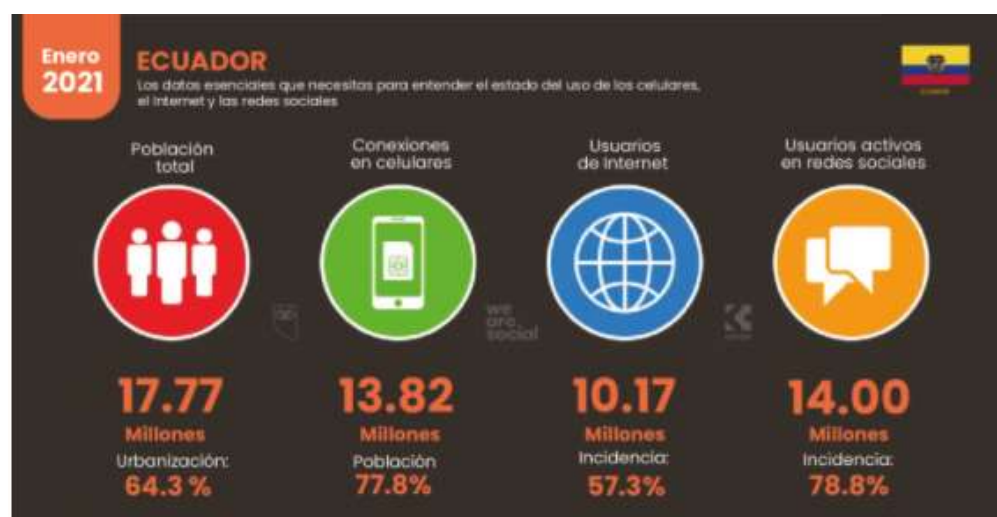 Enero
2021
ECUADOR
Los datos esenciales que necesitas para entender el estado del uso de los celulares,
el Internet y las redes sociales
ECUADOR
Población
total
Conexiones
en celulares
Usuarios
de Internet
Usuarios activos
en redes sociales
we
are
social
17.77
Millones
Urbanización:
64.3 %
13.82
Millones
Población
77.8%
10.17
Millones
Incidencia:
57.3%
14.00
Millones
Incidencia:
78.8%